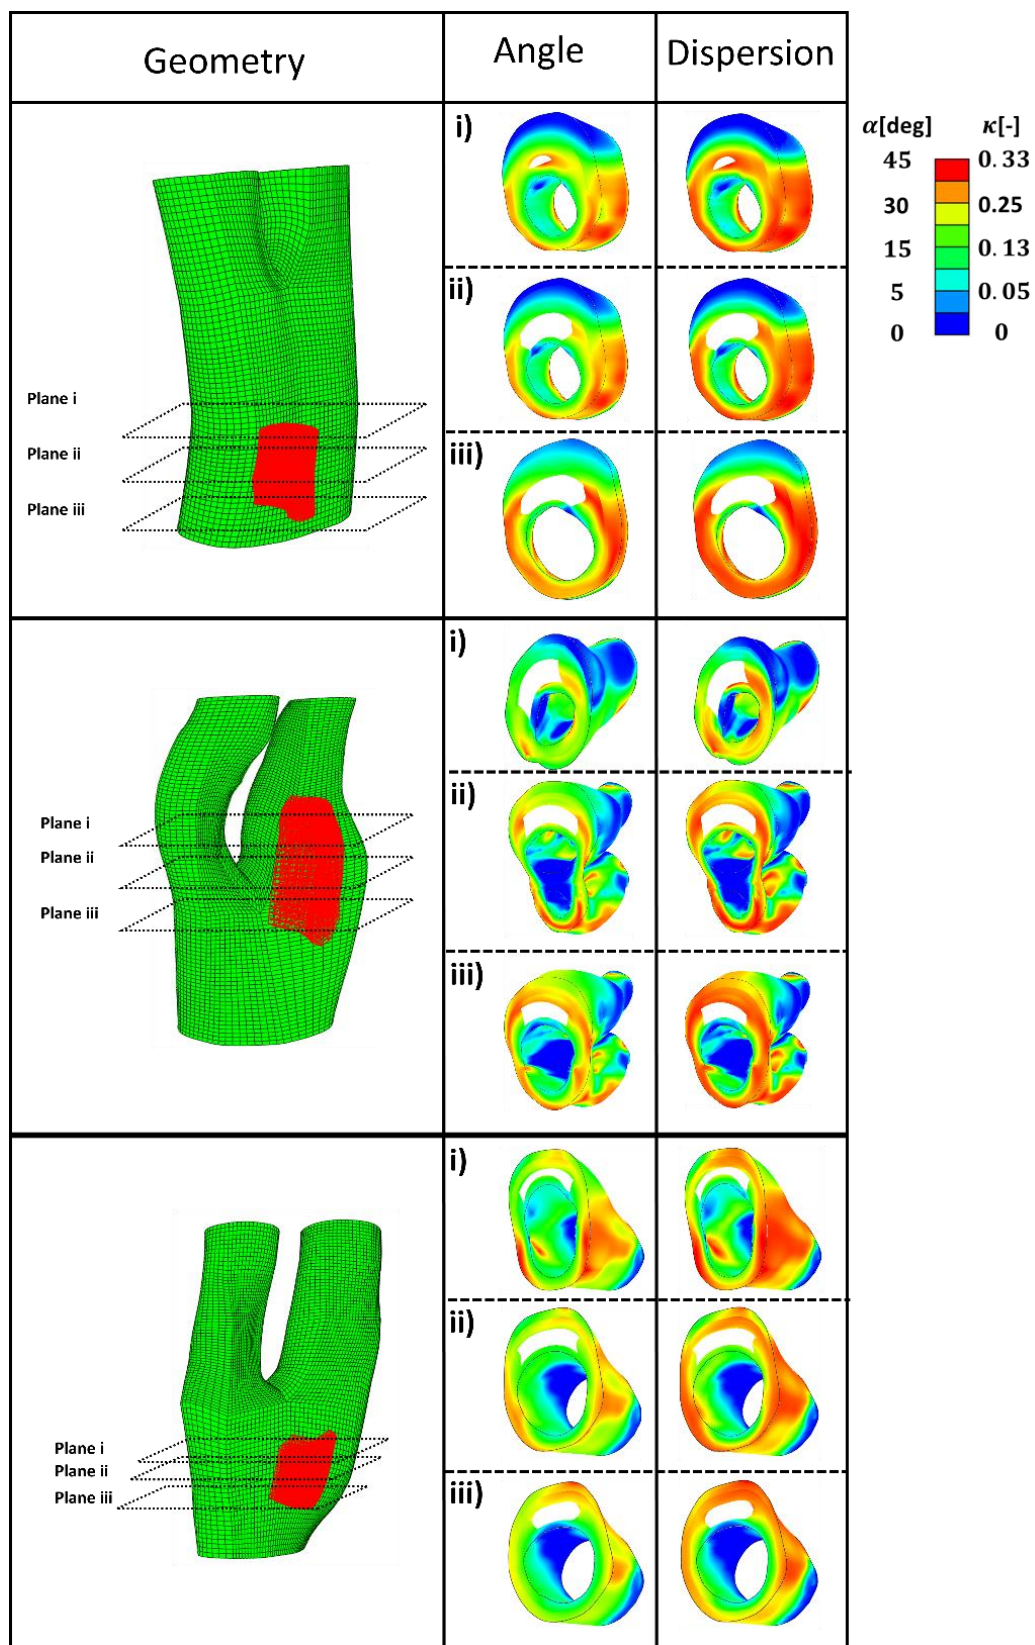 Geometry Angle Dispersion
α[deg] κ[-]
45 0.33
30 0.25
15 0.13
5 0.05
0 0
i)
ii)
iii)
Plane i
Plane ii
Plane iii
i)
ii)
iii)
Plane i
Plane ii
Plane iii
i)
ii)
iii)
Plane i
Plane ii
Plane iii